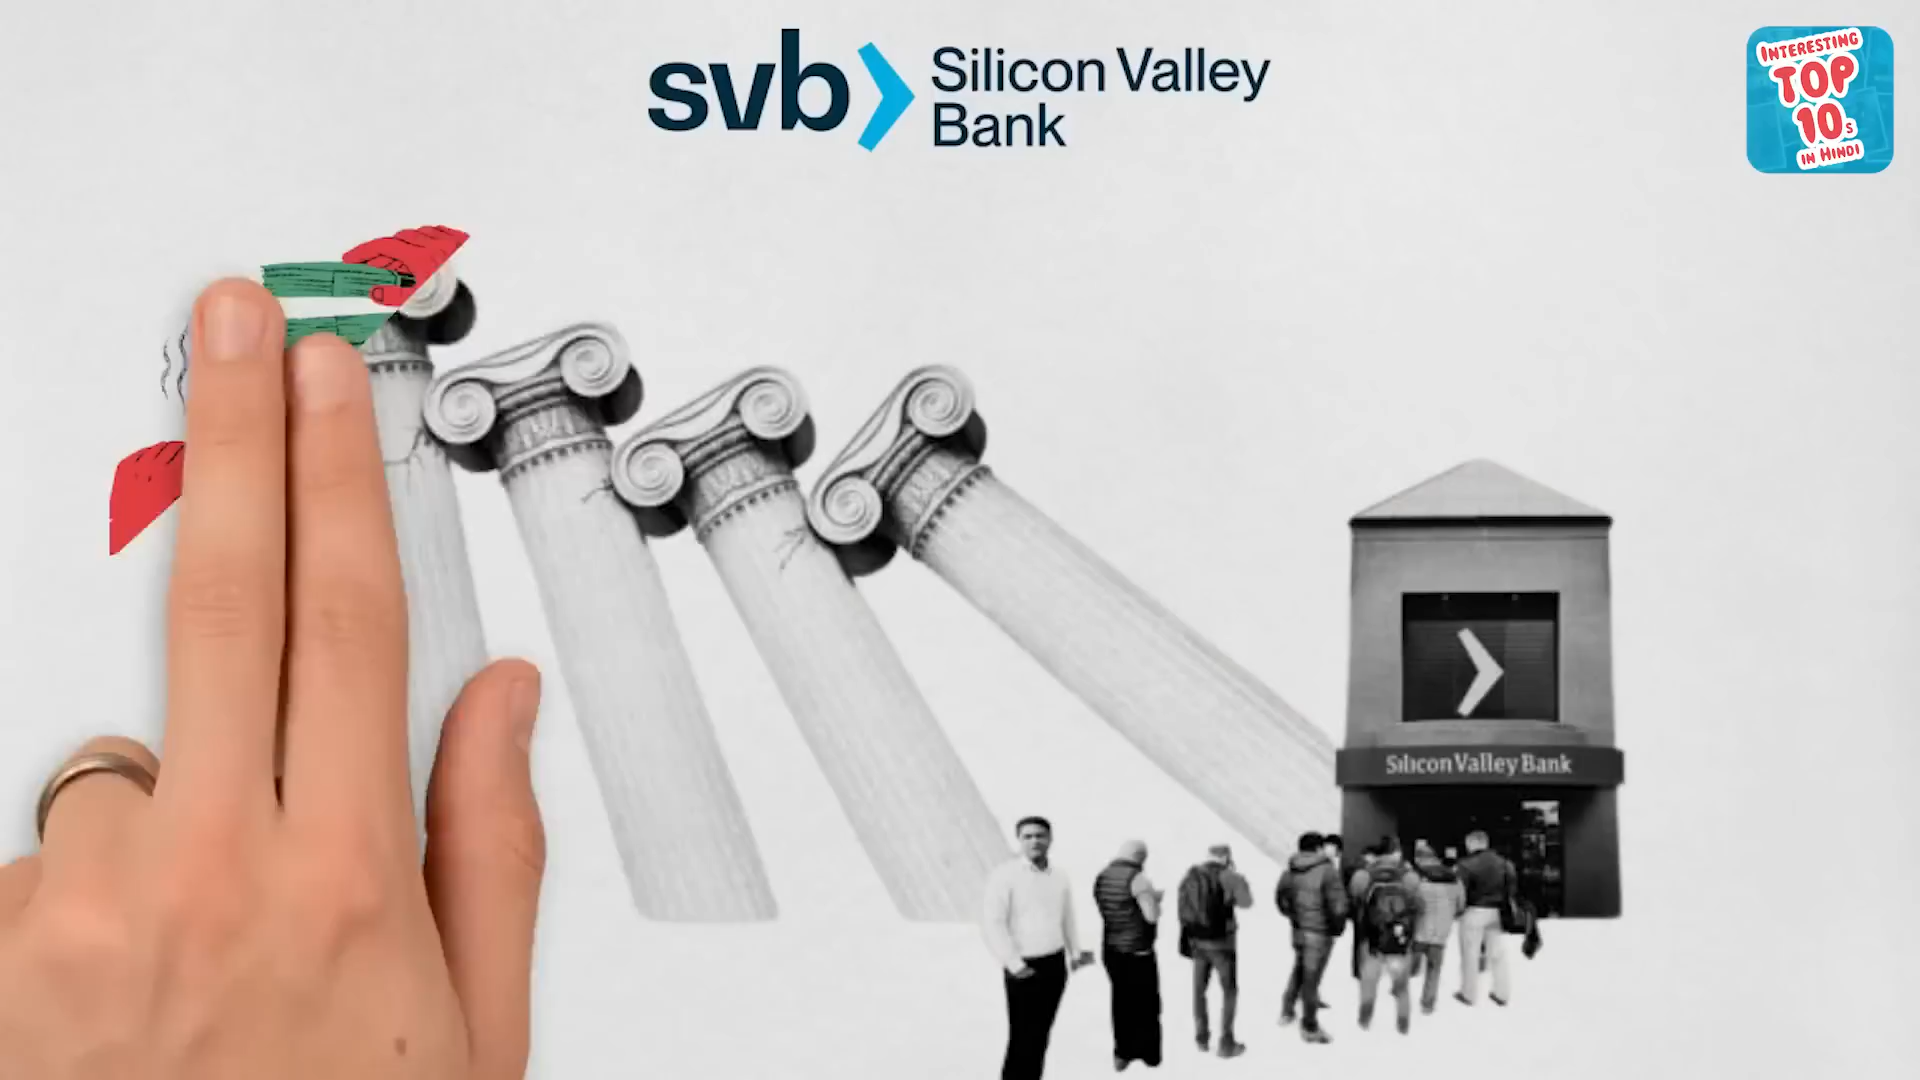 svb
Silicon Valley
Bank
INTERESTING
TOP
10s
IN HINDI
Silicon Valley Bank